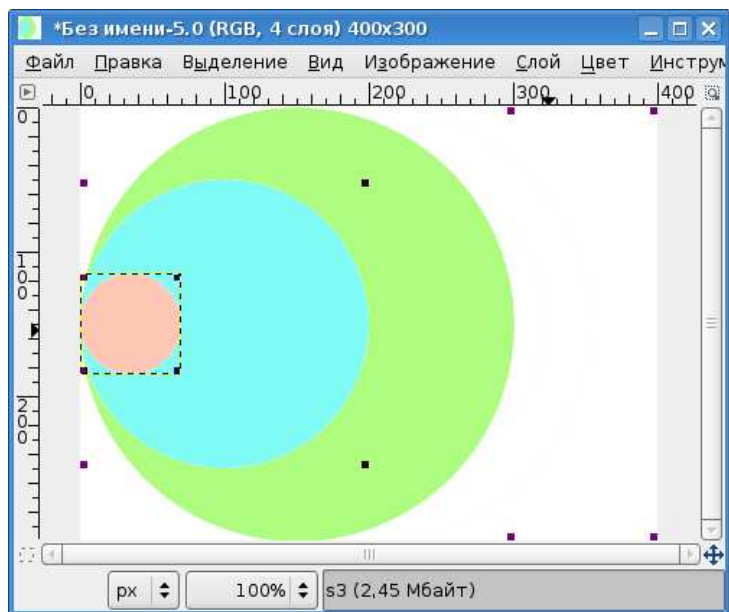 *Без имени-5.0 (RGB, 4 слоя) 400x300
Файл Правка Выделение Вид Изображение Слой Цвет Инструм
0 100 200 300 400
0
100
200
px 100% s3 (2,45 Мбайт)